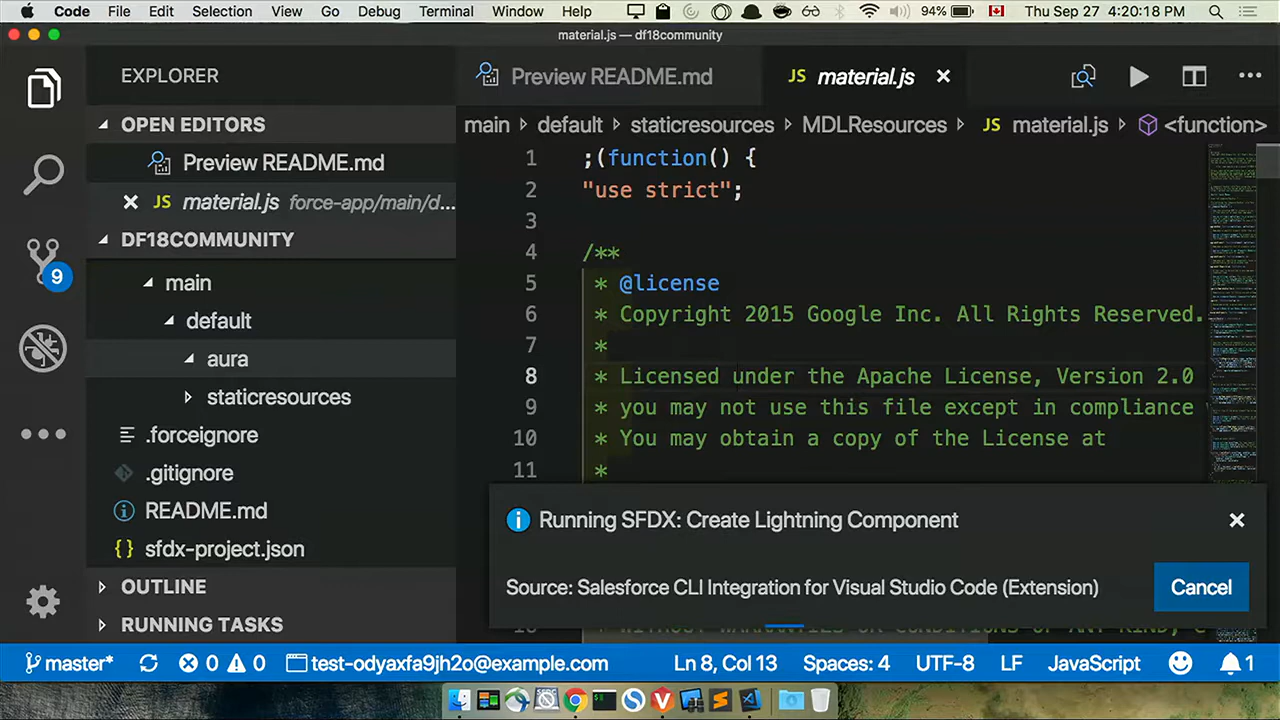 Code File Edit Selection View Go Debug Terminal Window Help 94% Thu Sep 27 4:20:18 PM
material.js — df18community
EXPLORER
Preview README.md
JS material.js
OPEN EDITORS
Preview README.md
JS material.js force-app/main/d...
DF18COMMUNITY
main
default
aura
staticresources
.forceignore
.gitignore
README.md
{} sfdx-project.json
OUTLINE
RUNNING TASKS
9
main > default > staticresources > MDLResources > JS material.js > <function>
1 ;(function() {
2 "use strict";
3
4 /**
5 * @license
6 * Copyright 2015 Google Inc. All Rights Reserved.
7 *
8 * Licensed under the Apache License, Version 2.0
9 * you may not use this file except in compliance
10 * You may obtain a copy of the License at
11 *
Running SFDX: Create Lightning Component
Source: Salesforce CLI Integration for Visual Studio Code (Extension)
Cancel
master* 0 0 test-odyaxfa9jh2o@example.com Ln 8, Col 13 Spaces: 4 UTF-8 LF JavaScript 1